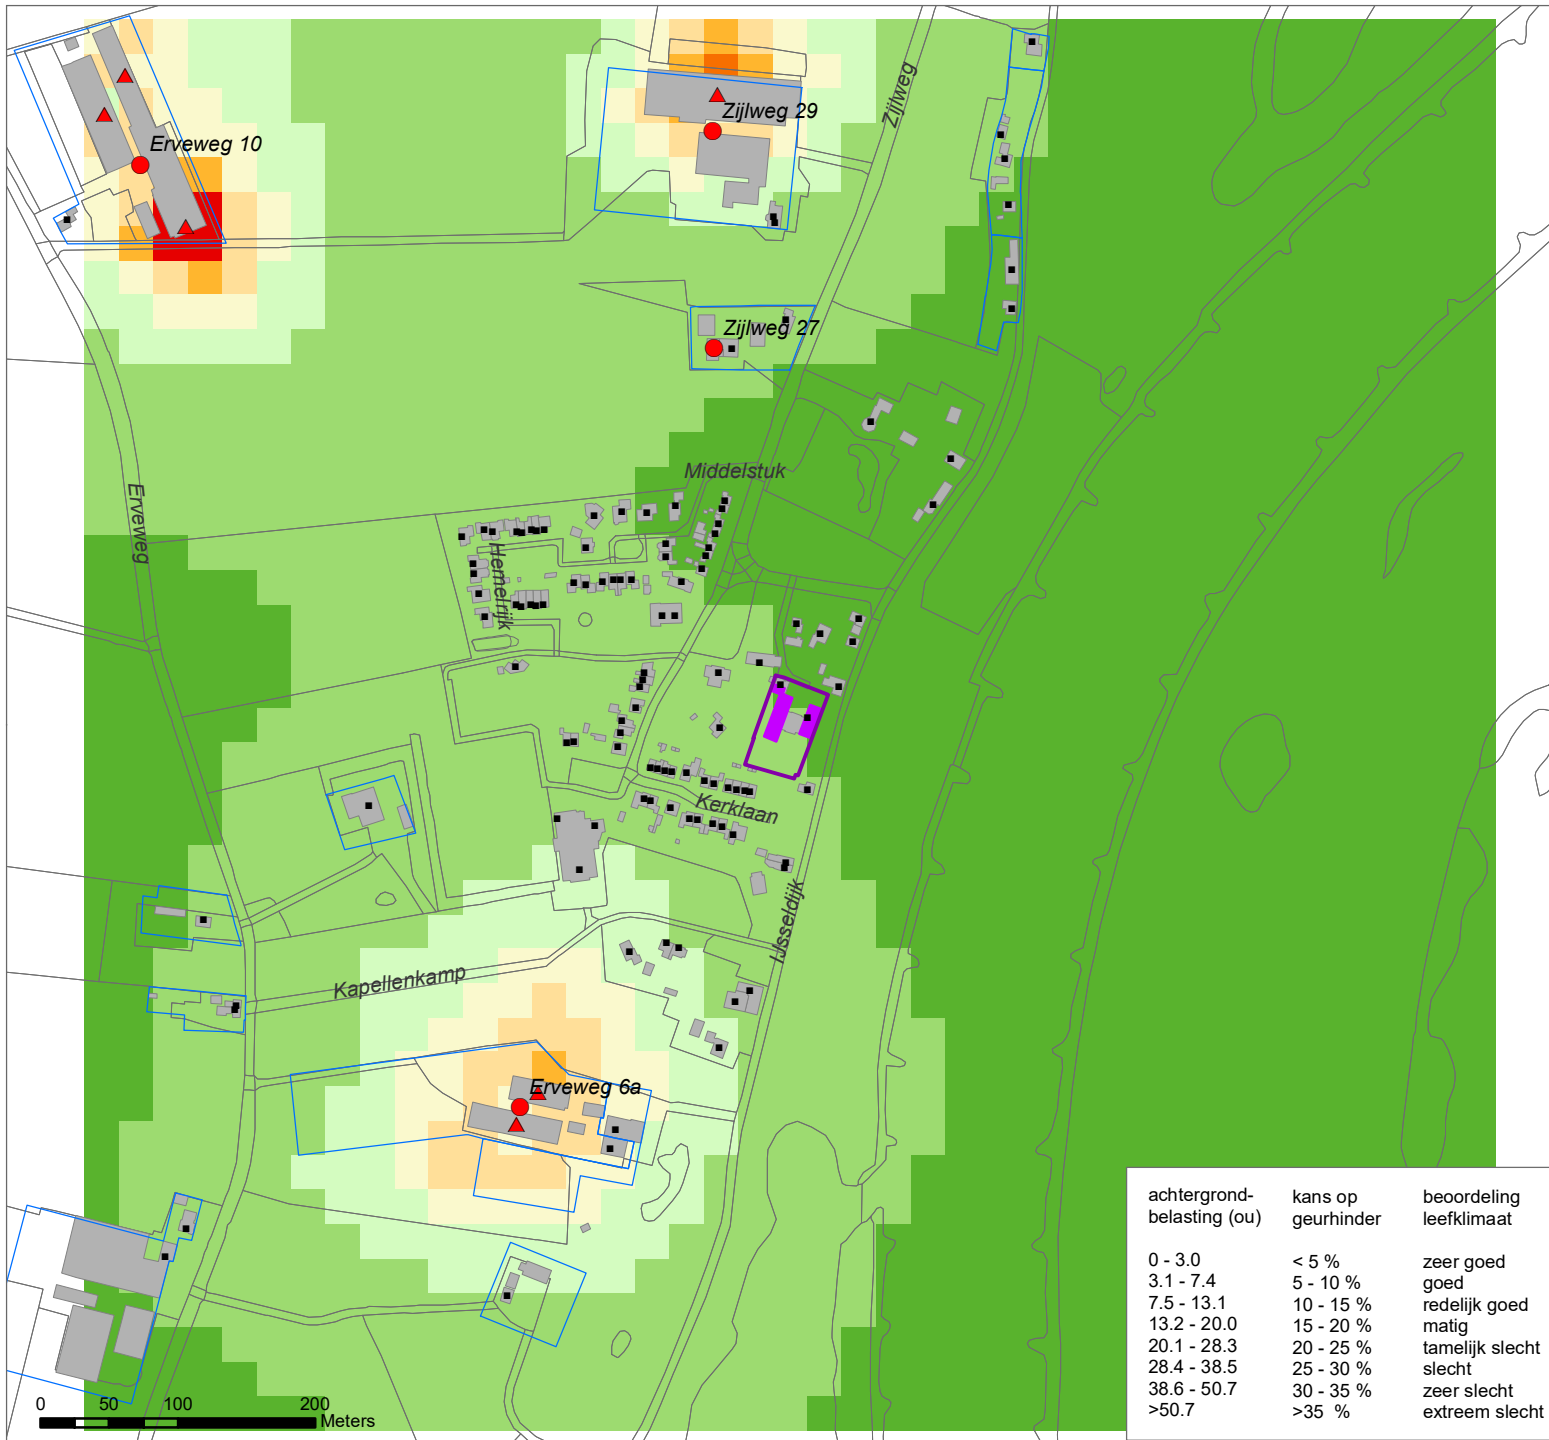 Zijlweg
Zijlweg 29
Erveweg 10
Zijlweg 27
Middelstuk
Erveweg
Hemelrijk
Kerklaan
IJsseldijk
Kapellenkamp
Erveweg 6a
achtergrond- kans op beoordeling
belasting (ou) geurhinder leefklimaat
0 - 3.0 < 5 % zeer goed
3.1 - 7.4 5 - 10 % goed
7.5 - 13.1 10 - 15 % redelijk goed
13.2 - 20.0 15 - 20 % matig
20.1 - 28.3 20 - 25 % tamelijk slecht
28.4 - 38.5 25 - 30 % slecht
38.6 - 50.7 30 - 35 % zeer slecht
>50.7 >35 % extreem slecht
0 50 100 200
Meters